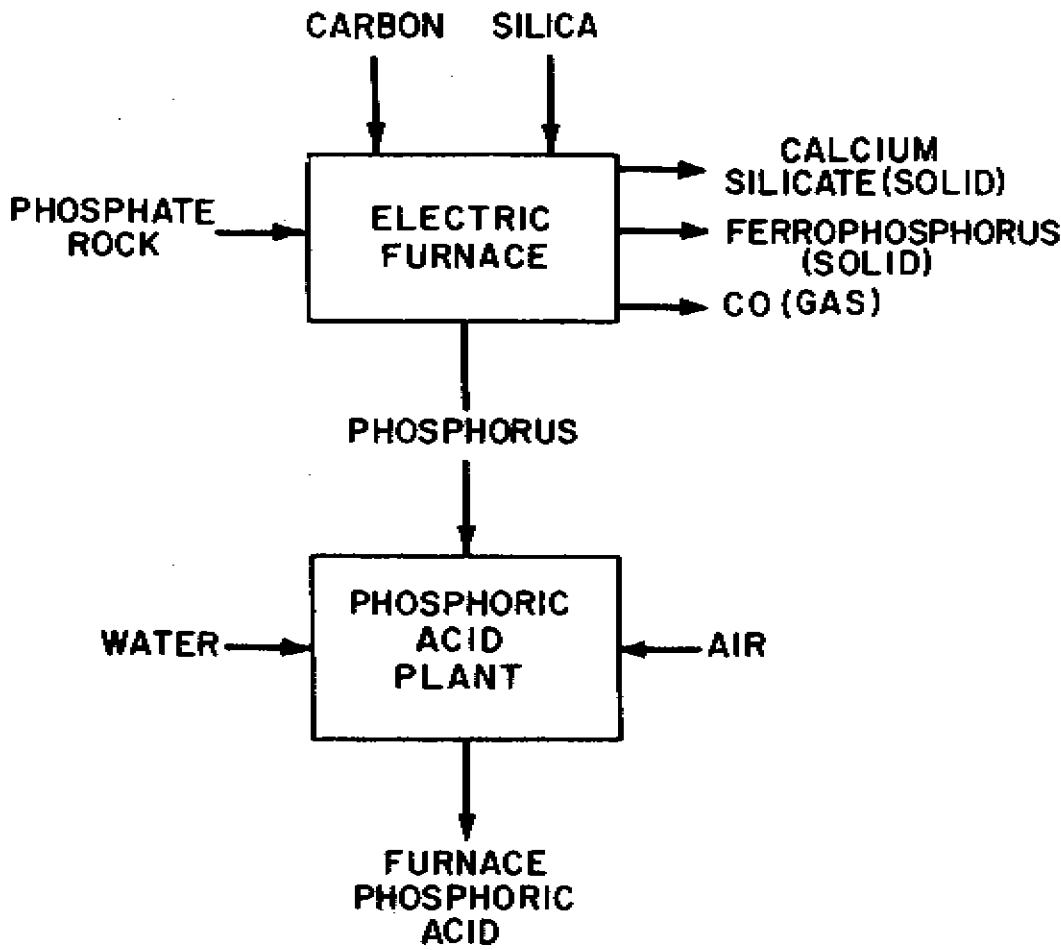 CARBON SILICA
CALCIUM
SILICATE (SOLID)
PHOSPHATE
ROCK
ELECTRIC
FURNACE
FERROPHOSPHORUS
(SOLID)
CO (GAS)
PHOSPHORUS
PHOSPHORIC
ACID
PLANT
WATER
AIR
FURNACE
PHOSPHORIC
ACID